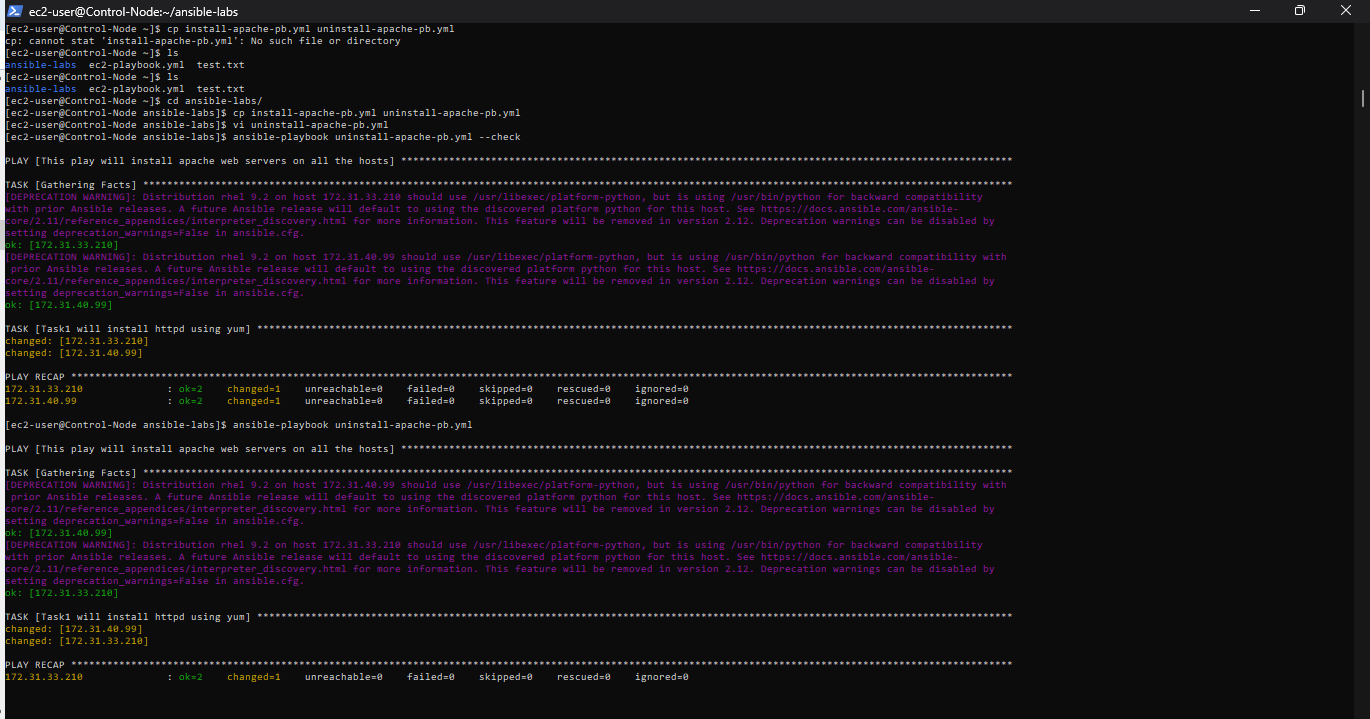 ec2-user@Control-Node:~/ansible-labs
[ec2-user@Control-Node ~]$ cp install-apache-pb.yml uninstall-apache-pb.yml
cp: cannot stat 'install-apache-pb.yml': No such file or directory
[ec2-user@Control-Node ~]$ ls
ansible-labs  ec2-playbook.yml  test.txt
[ec2-user@Control-Node ~]$ ls
ansible-labs  ec2-playbook.yml  test.txt
[ec2-user@Control-Node ~]$ cd ansible-labs/
[ec2-user@Control-Node ansible-labs]$ cp install-apache-pb.yml uninstall-apache-pb.yml
[ec2-user@Control-Node ansible-labs]$ vi uninstall-apache-pb.yml
[ec2-user@Control-Node ansible-labs]$ ansible-playbook uninstall-apache-pb.yml --check
PLAY [This play will install apache web servers on all the hosts] ******************************************************************************************************
TASK [Gathering Facts] *************************************************************************************************************************************************
[DEPRECATION WARNING]: Distribution rhel 9.2 on host 172.31.33.210 should use /usr/libexec/platform-python, but is using /usr/bin/python for backward compatibility
with prior Ansible releases. A future Ansible release will default to using the discovered platform python for this host. See https://docs.ansible.com/ansible-
core/2.11/reference_appendices/interpreter_discovery.html for more information. This feature will be removed in version 2.12. Deprecation warnings can be disabled by
setting deprecation_warnings=False in ansible.cfg.
ok: [172.31.33.210]
[DEPRECATION WARNING]: Distribution rhel 9.2 on host 172.31.40.99 should use /usr/libexec/platform-python, but is using /usr/bin/python for backward compatibility with
prior Ansible releases. A future Ansible release will default to using the discovered platform python for this host. See https://docs.ansible.com/ansible-
core/2.11/reference_appendices/interpreter_discovery.html for more information. This feature will be removed in version 2.12. Deprecation warnings can be disabled by
setting deprecation_warnings=False in ansible.cfg.
ok: [172.31.40.99]
TASK [Task1 will install httpd using yum] ******************************************************************************************************************************
changed: [172.31.33.210]
changed: [172.31.40.99]
PLAY RECAP *************************************************************************************************************************************************************
172.31.33.210              : ok=2    changed=1    unreachable=0    failed=0    skipped=0    rescued=0    ignored=0
172.31.40.99               : ok=2    changed=1    unreachable=0    failed=0    skipped=0    rescued=0    ignored=0
[ec2-user@Control-Node ansible-labs]$ ansible-playbook uninstall-apache-pb.yml
PLAY [This play will install apache web servers on all the hosts] ******************************************************************************************************
TASK [Gathering Facts] *************************************************************************************************************************************************
[DEPRECATION WARNING]: Distribution rhel 9.2 on host 172.31.40.99 should use /usr/libexec/platform-python, but is using /usr/bin/python for backward compatibility with
prior Ansible releases. A future Ansible release will default to using the discovered platform python for this host. See https://docs.ansible.com/ansible-
core/2.11/reference_appendices/interpreter_discovery.html for more information. This feature will be removed in version 2.12. Deprecation warnings can be disabled by
setting deprecation_warnings=False in ansible.cfg.
ok: [172.31.40.99]
[DEPRECATION WARNING]: Distribution rhel 9.2 on host 172.31.33.210 should use /usr/libexec/platform-python, but is using /usr/bin/python for backward compatibility
with prior Ansible releases. A future Ansible release will default to using the discovered platform python for this host. See https://docs.ansible.com/ansible-
core/2.11/reference_appendices/interpreter_discovery.html for more information. This feature will be removed in version 2.12. Deprecation warnings can be disabled by
setting deprecation_warnings=False in ansible.cfg.
ok: [172.31.33.210]
TASK [Task1 will install httpd using yum] ******************************************************************************************************************************
changed: [172.31.40.99]
changed: [172.31.33.210]
PLAY RECAP *************************************************************************************************************************************************************
172.31.33.210              : ok=2    changed=1    unreachable=0    failed=0    skipped=0    rescued=0    ignored=0